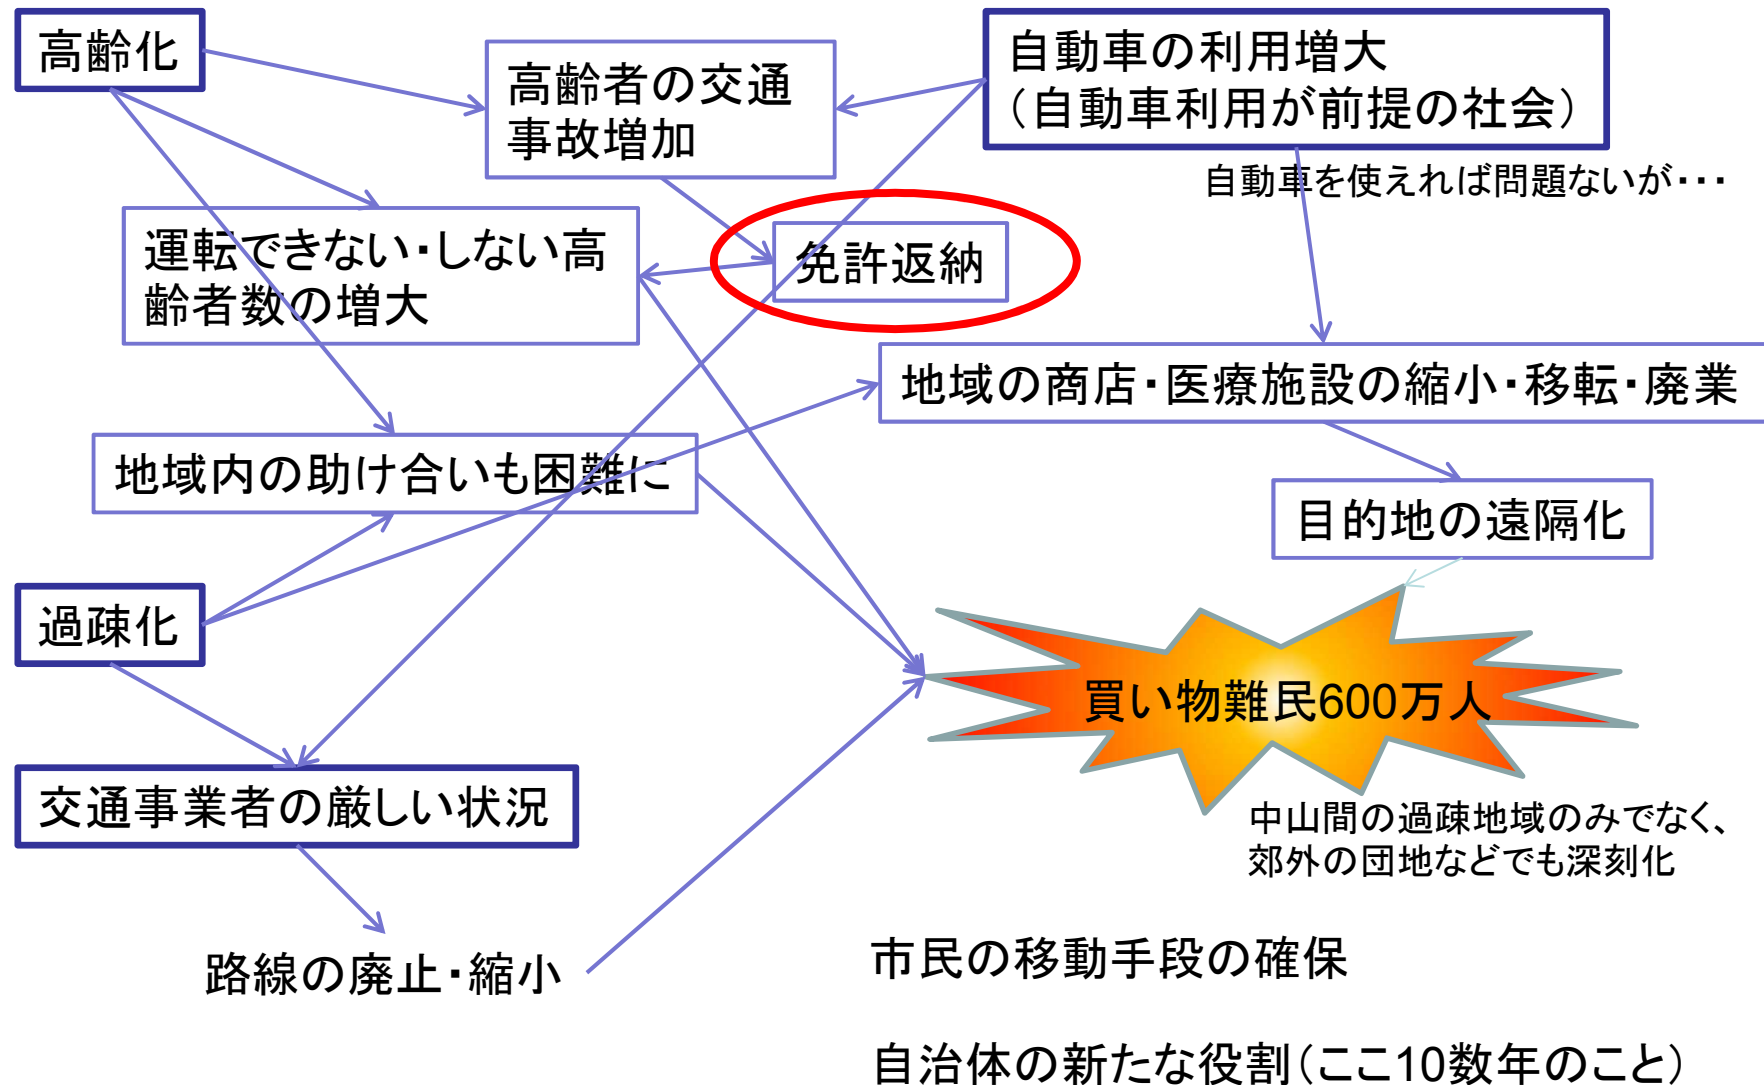 高齢化
高齢者の交通
事故増加
自動車の利用増大
（自動車利用が前提の社会）
自動車を使えれば問題ないが・・・
運転できない・しない高
齢者数の増大
免許返納
地域の商店・医療施設の縮小・移転・廃業
地域内の助け合いも困難に
目的地の遠隔化
過疎化
買い物難民600万人
交通事業者の厳しい状況
中山間の過疎地域のみでなく、
郊外の団地などでも深刻化
路線の廃止・縮小
市民の移動手段の確保
自治体の新たな役割（ここ10数年のこと）